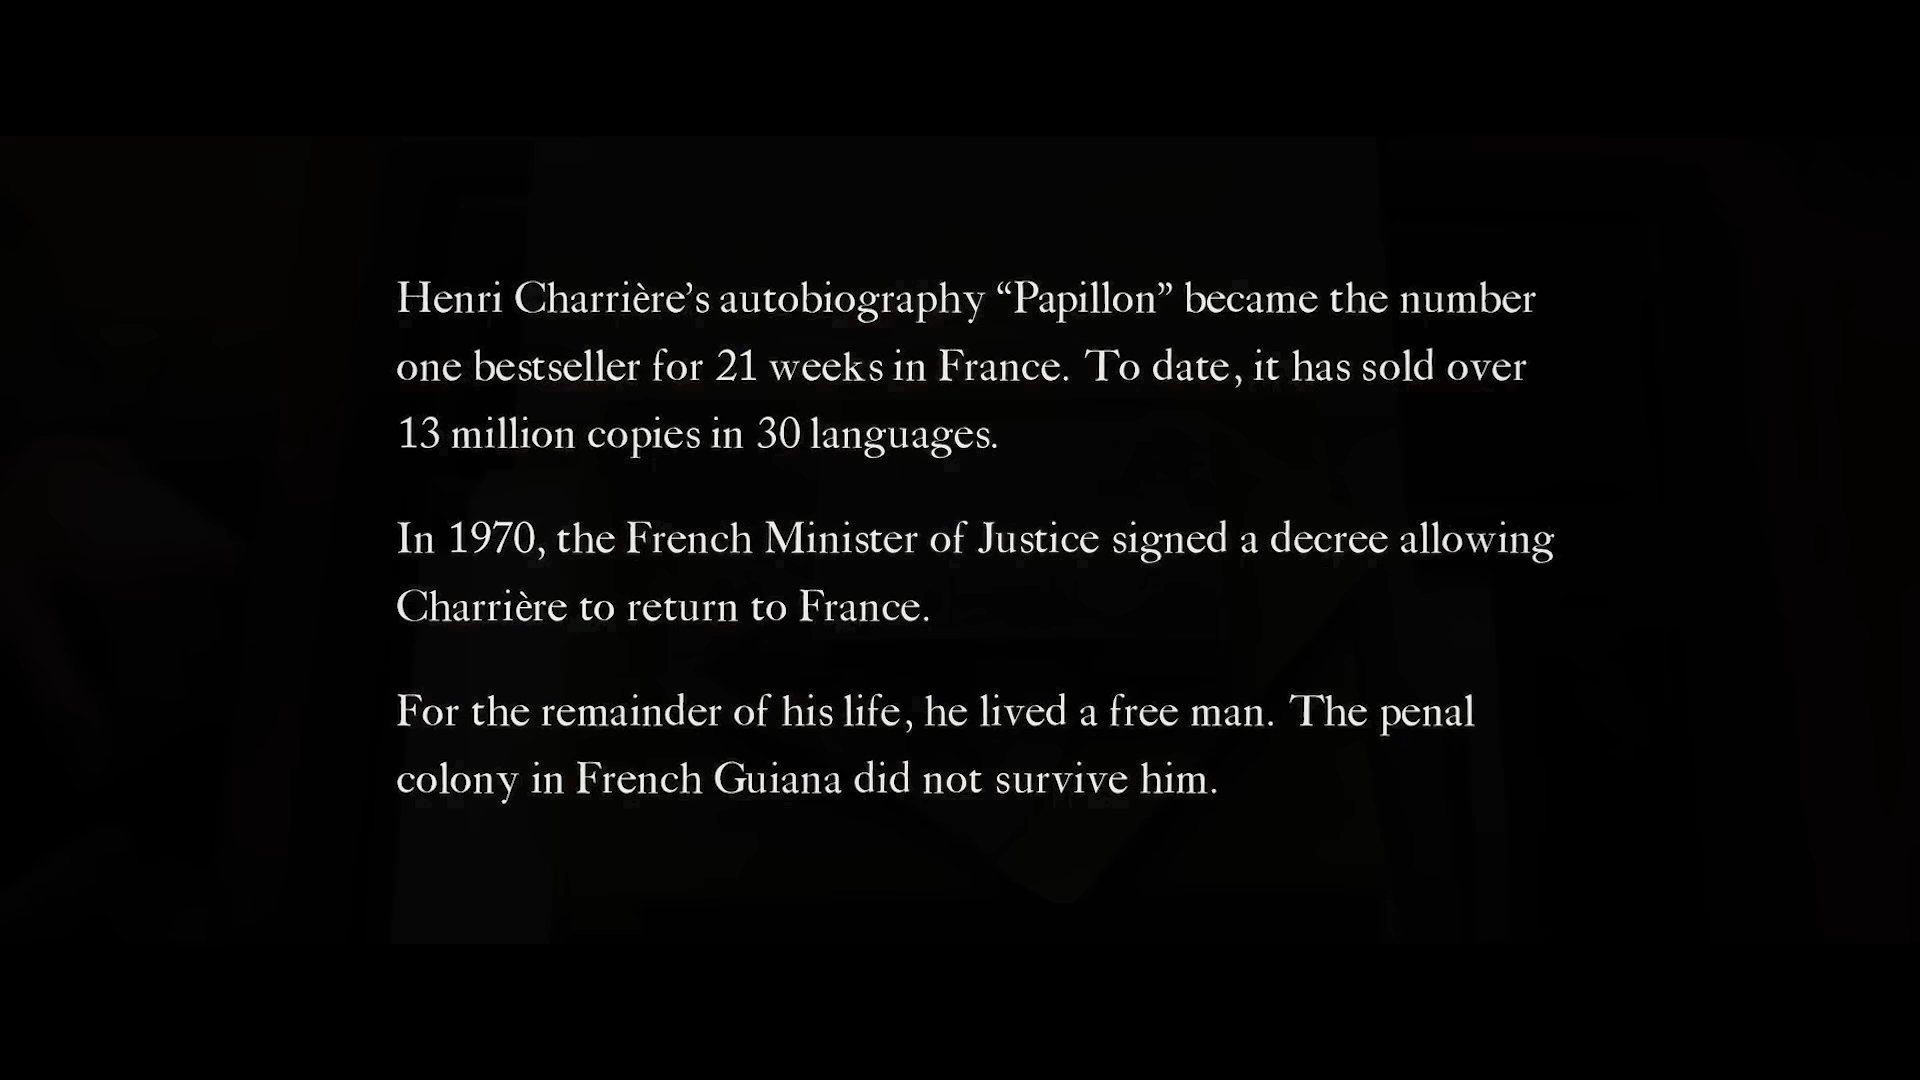 Henri Charrière’s autobiography “Papillon” became the number
one bestseller for 21 weeks in France. To date, it has sold over
13 million copies in 30 languages.
In 1970, the French Minister of Justice signed a decree allowing
Charrière to return to France.
For the remainder of his life, he lived a free man. The penal
colony in French Guiana did not survive him.